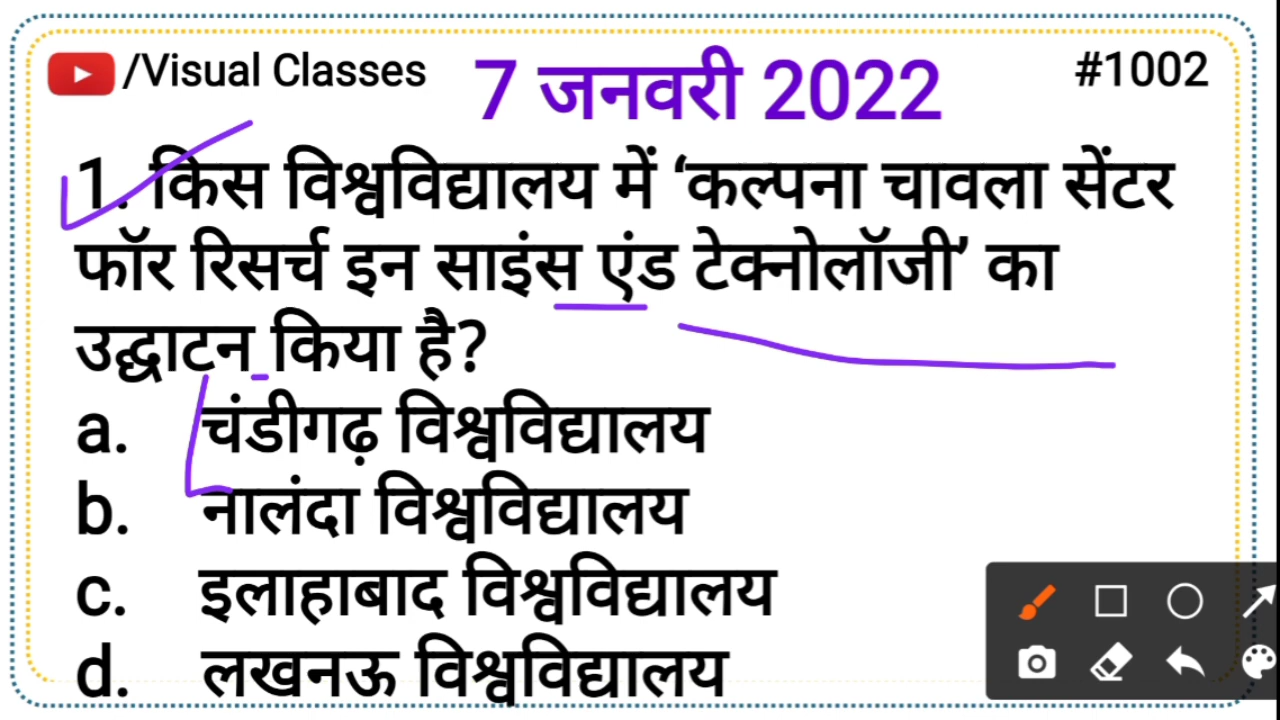 /Visual Classes 7 जनवरी 2022 #1002
1. किस विश्वविद्यालय में ‘कल्पना चावला सेंटर
फॉर रिसर्च इन साइंस एंड टेक्नोलॉजी’ का
उद्घाटन किया है?
a. चंडीगढ़ विश्वविद्यालय
b. नालंदा विश्वविद्यालय
c. इलाहाबाद विश्वविद्यालय
d. लखनऊ विश्वविद्यालय